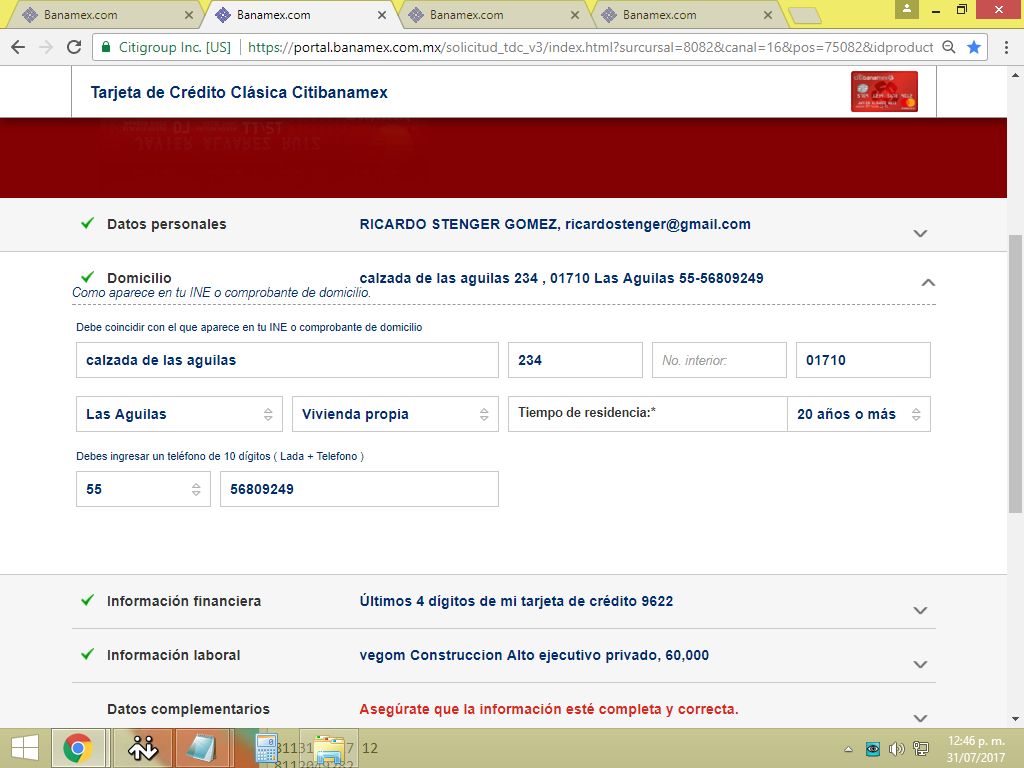 Banamex.com
Banamex.com
Banamex.com
Banamex.com
Citigroup Inc. [US] https://portal.banamex.com.mx/solicitud_tdc_v3/index.html?surcursal=8082&canal=16&pos=75082&idproduct
Tarjeta de Crédito Clásica Citibanamex
citibanamex
JAVIER ALVAREZ RUIZ
Datos personales RICARDO STENGER GOMEZ, ricardostenger@gmail.com
Domicilio calzada de las aguilas 234 , 01710 Las Aguilas 55-56809249
Como aparece en tu INE o comprobante de domicilio.
Debe coincidir con el que aparece en tu INE o comprobante de domicilio
calzada de las aguilas 234 No. interior: 01710
Las Aguilas Vivienda propia Tiempo de residencia:* 20 años o más
Debes ingresar un teléfono de 10 dígitos ( Lada + Telefono )
55 56809249
Información financiera Últimos 4 dígitos de mi tarjeta de crédito 9622
Información laboral vegom Construccion Alto ejecutivo privado, 60,000
Datos complementarios Asegúrate que la información esté completa y correcta.
12
12:46 p. m.
31/07/2017